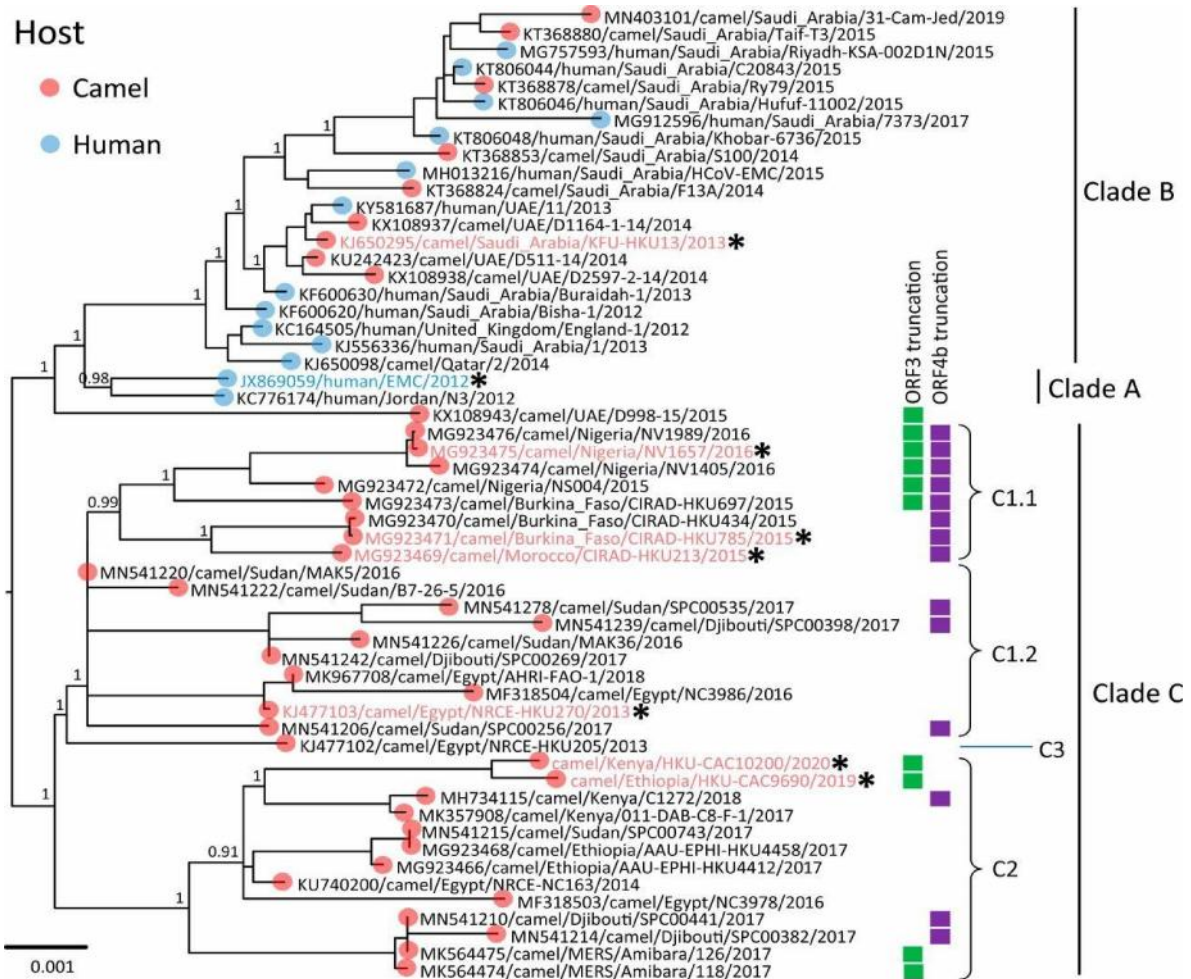 Host
Camel
Human
MN403101/camel/Saudi_Arabia/31-Cam-Jed/2019
KT368880/camel/Saudi_Arabia/Taif-T3/2015
MG757593/human/Saudi_Arabia/Riyadh-KSA-002D1N/2015
KT806044/human/Saudi_Arabia/C20843/2015
KT368878/camel/Saudi_Arabia/Ry79/2015
KT806046/human/Saudi_Arabia/Hufuf-11002/2015
MG912596/human/Saudi_Arabia/7373/2017
KT806048/human/Saudi_Arabia/Khobar-6736/2015
KT368853/camel/Saudi_Arabia/S100/2014
MH013216/human/Saudi_Arabia/HCoV-EMC/2015
KT368824/camel/Saudi_Arabia/F13A/2014
KY581687/human/UAE/11/2013
KX108937/camel/UAE/D1164-1-14/2014
KJ650295/camel/Saudi_Arabia/KFU-HKU13/2013 *
KU242423/camel/UAE/D511-14/2014
KX108938/camel/UAE/D2597-2-14/2014
KF600630/human/Saudi_Arabia/Buraidah-1/2013
KF600620/human/Saudi_Arabia/Bisha-1/2012
KC164505/human/United_Kingdom/England-1/2012
KJ556336/human/Saudi_Arabia/1/2013
KJ650098/camel/Qatar/2/2014
JX869059/human/EMC/2012 *
KC776174/human/Jordan/N3/2012
KX108943/camel/UAE/D998-15/2015
MG923476/camel/Nigeria/NV1989/2016
MG923475/camel/Nigeria/NV1657/2016 *
MG923474/camel/Nigeria/NV1405/2016
MG923472/camel/Nigeria/NS004/2015
MG923473/camel/Burkina_Faso/CIRAD-HKU697/2015
MG923470/camel/Burkina_Faso/CIRAD-HKU434/2015
MG923471/camel/Burkina_Faso/CIRAD-HKU785/2015 *
MG923469/camel/Morocco/CIRAD-HKU213/2015 *
MN541220/camel/Sudan/MAK5/2016
MN541222/camel/Sudan/B7-26-5/2016
MN541278/camel/Sudan/SPC00535/2017
MN541239/camel/Djibouti/SPC00398/2017
MN541226/camel/Sudan/MAK36/2016
MN541242/camel/Djibouti/SPC00269/2017
MK967708/camel/Egypt/AHRI-FAO-1/2018
MF318504/camel/Egypt/NC3986/2016
KJ477103/camel/Egypt/NRCE-HKU270/2013 *
MN541206/camel/Sudan/SPC00256/2017
KJ477102/camel/Egypt/NRCE-HKU205/2013
camel/Kenya/HKU-CAC10200/2020 *
camel/Ethiopia/HKU-CAC9690/2019 *
MH734115/camel/Kenya/C1272/2018
MK357908/camel/Kenya/011-DAB-C8-F-1/2017
MN541215/camel/Sudan/SPC00743/2017
MG923468/camel/Ethiopia/AAU-EPHI-HKU4458/2017
MG923466/camel/Ethiopia/AAU-EPHI-HKU4412/2017
KU740200/camel/Egypt/NRCE-NC163/2014
MF318503/camel/Egypt/NC3978/2016
MN541210/camel/Djibouti/SPC00441/2017
MN541214/camel/Djibouti/SPC00382/2017
MK564475/camel/MERS/Amibara/126/2017
MK564474/camel/MERS/Amibara/118/2017
1
1
1
1
1
1
1
1
0.98
1
0.99
1
1
1
1
0.91
1
0.001
ORF3 truncation
ORF4b truncation
Clade B
Clade A
C1.1
C1.2
C3
C2
Clade C